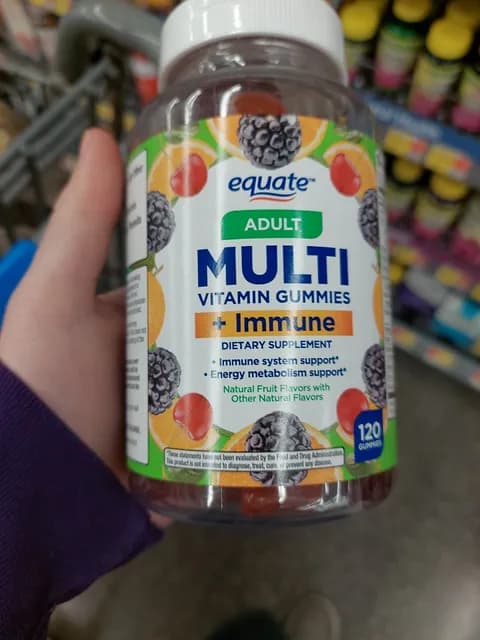 equate™
ADULT
MULTI
VITAMIN GUMMIES
+ Immune
DIETARY SUPPLEMENT
• Immune system support*
• Energy metabolism support*
Natural Fruit Flavors with
Other Natural Flavors
120
GUMMIES
*These statements have not been evaluated by the Food and Drug Administration.
This product is not intended to diagnose, treat, cure, or prevent any disease.